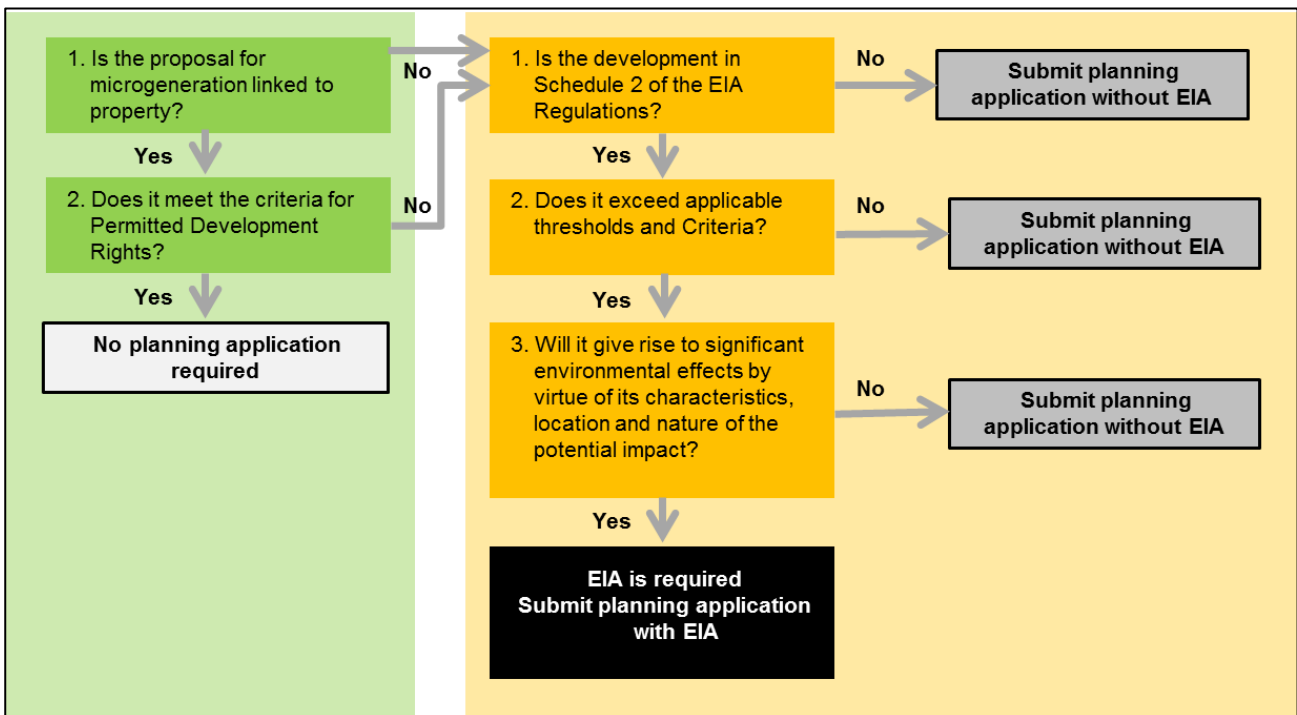 1. Is the proposal for
microgeneration linked to
property?
No
Yes
2. Does it meet the criteria for
Permitted Development
Rights?
No
Yes
No planning application
required
1. Is the development in
Schedule 2 of the EIA
Regulations?
No
Submit planning
application without EIA
Yes
2. Does it exceed applicable
thresholds and Criteria?
No
Submit planning
application without EIA
Yes
3. Will it give rise to significant
environmental effects by
virtue of its characteristics,
location and nature of the
potential impact?
No
Submit planning
application without EIA
Yes
EIA is required
Submit planning application
with EIA